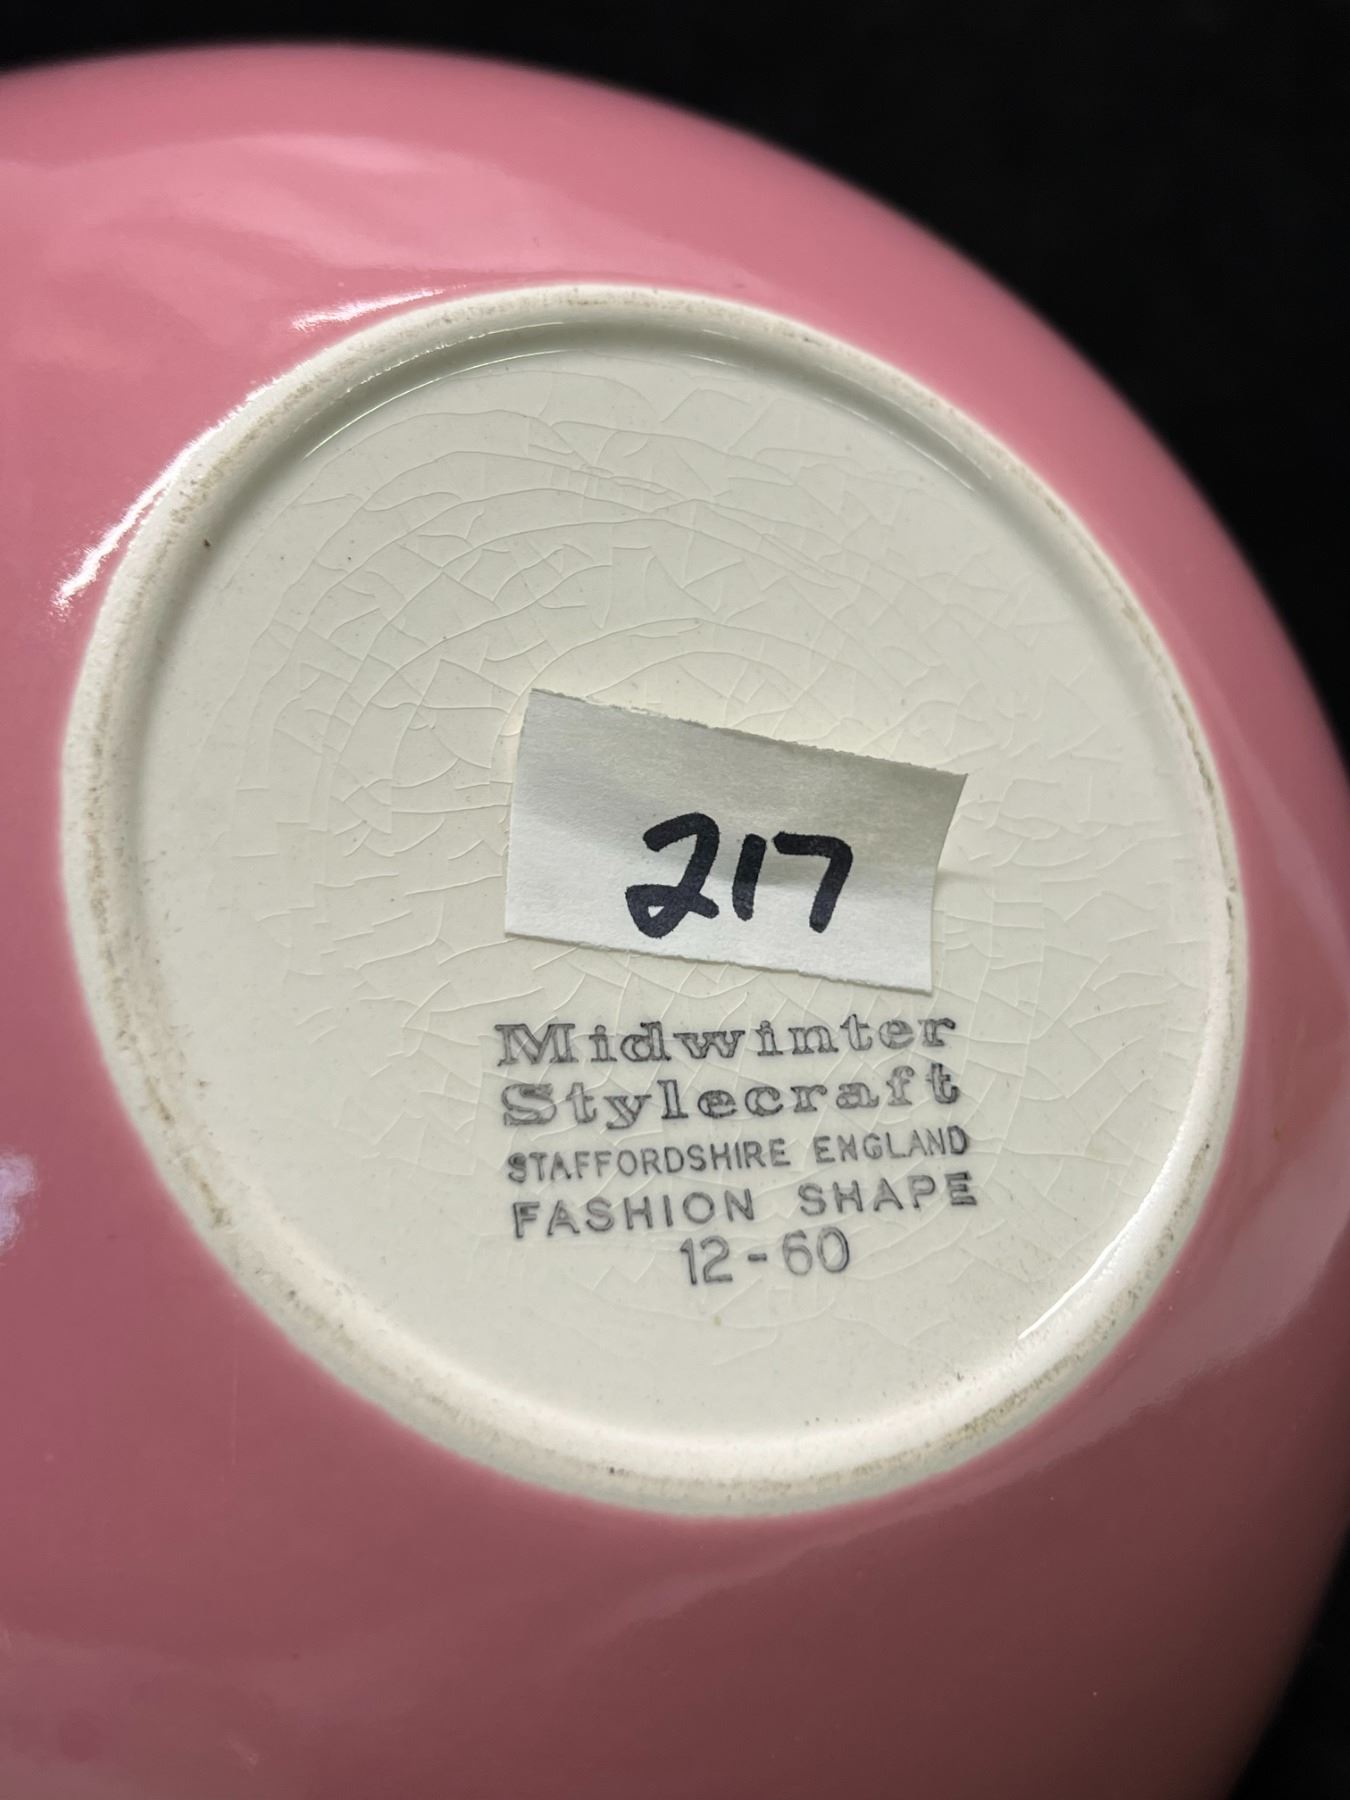 217
Midwinter
Stylecraft
STAFFORDSHIRE ENGLAND
FASHION SHAPE
12-60